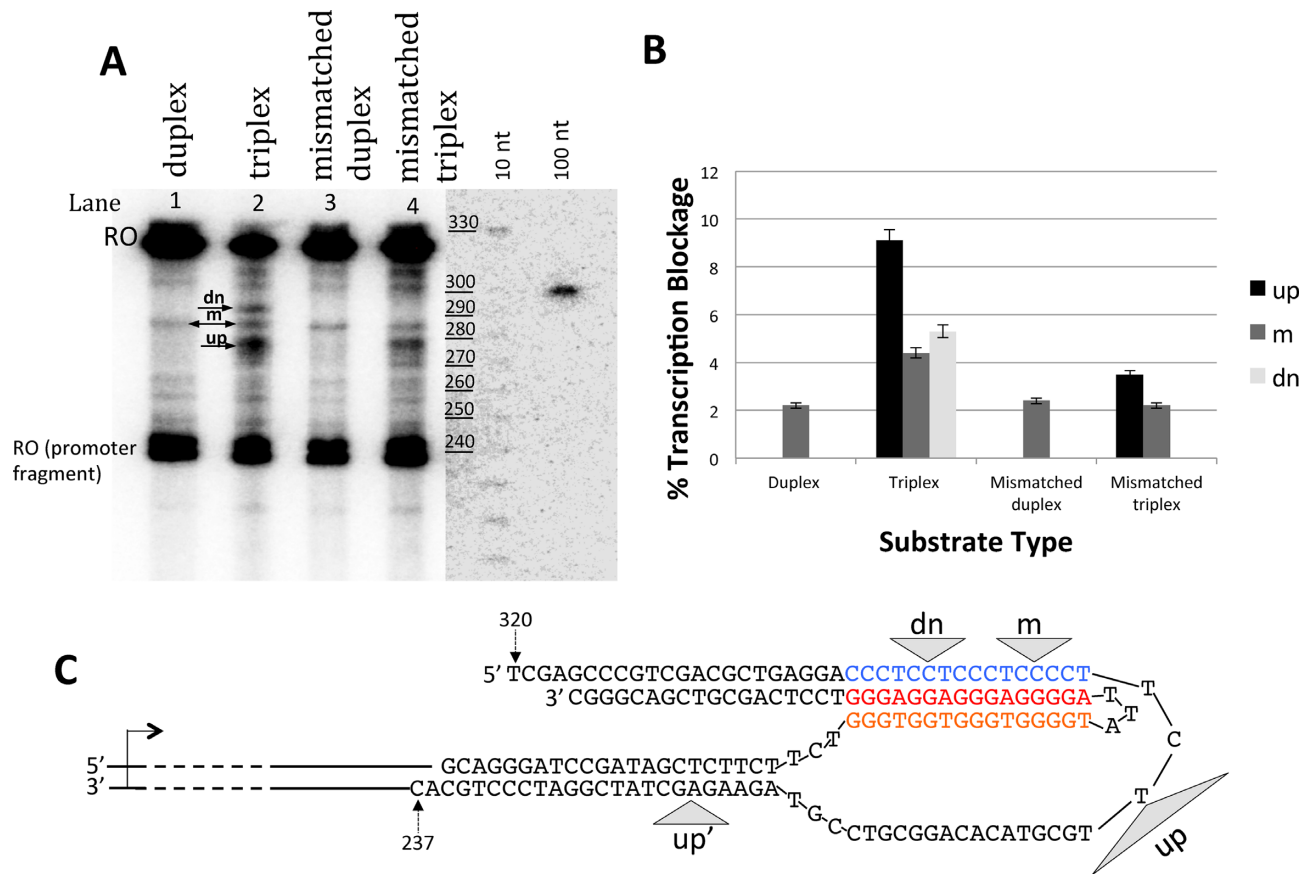 A
duplex
triplex
mismatched
duplex
mismatched
triplex
10 nt
100 nt
Lane
1
2
3
4
RO
330
300
dn
290
m
280
up
270
260
250
RO (promoter
fragment)
240
B
% Transcription Blockage
12
10
8
6
4
2
0
Duplex
Triplex
Mismatched
duplex
Mismatched
triplex
Substrate Type
up
m
dn
C
320
dn
m
5’TCGAGCCCGTCGACGCTGAGGACCCTCCTCCCTCCCCT
T
C
T
3’CGGGCAGCTGCGACTCCTGGGAGGAGGGAGGGGA
T
T
A
GGGTGGTGGGTGGGGT
5’
GCAGGGATCCGATAGCTCTTCT
T
C
T
3’
CACGTCCCTAGGCTATCGAGAAGA
T
G
C
CTGCGGACACATGCGT
237
up’
up